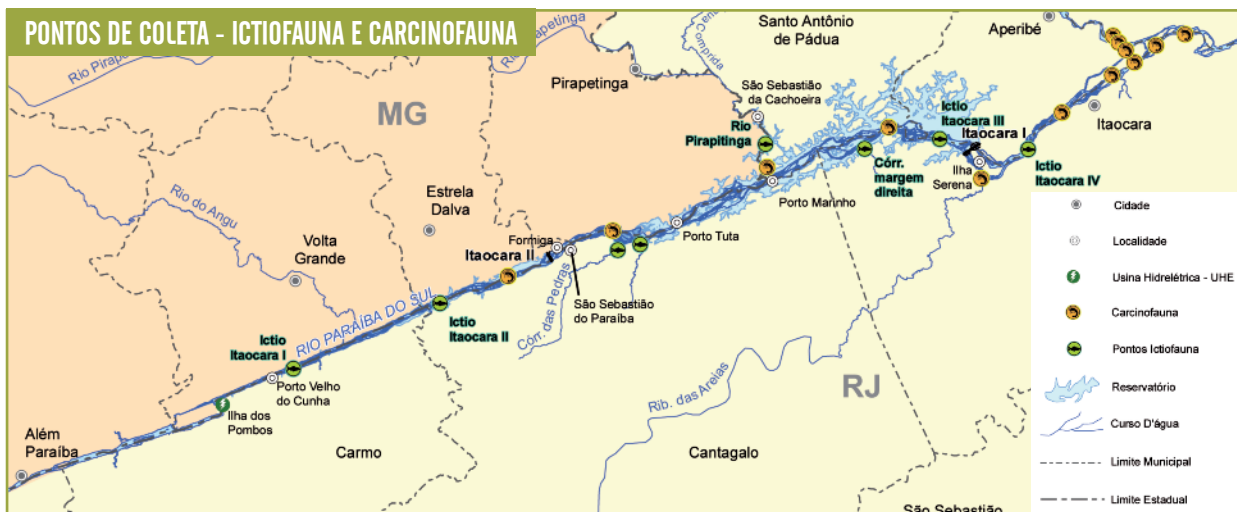 PONTOS DE COLETA - ICTIOFAUNA E CARCINOFAUNA
Santo Antônio
de Pádua
Aperibé
Comprida
Pirapetinga
MG
São Sebastião
da Cachoeira
Rio
Pirapitinga
Ictio
Itaocara III
Itaocara I
Itaocara
Córr.
margem
direita
Ilha
Serena
Ictio
Itaocara IV
Rio do Angu
Estrela
Dalva
Porto Marinho
Volta
Grande
Formiga
Itaocara II
Porto Tuta
RIO PARAÍBA DO SUL
Córr. das Pedras
São Sebastião
do Paraíba
Ictio
Itaocara II
Ictio
Itaocara I
Porto Velho
do Cunha
Ilha dos
Pombos
Rib. das Areias
RJ
Além
Paraíba
Carmo
Cantagalo
São Sebastião
Cidade
Localidade
Usina Hidrelétrica - UHE
Carcinofauna
Pontos Ictiofauna
Reservatório
Curso D'água
Limite Municipal
Limite Estadual